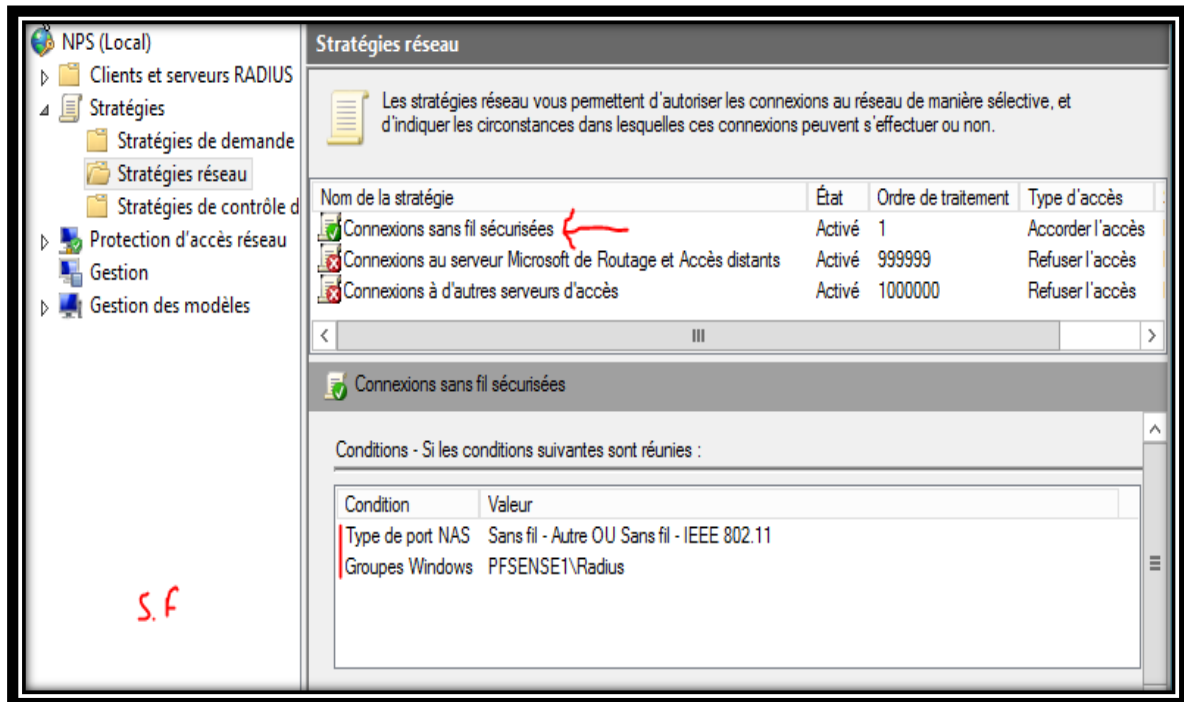 NPS (Local)
Clients et serveurs RADIUS
Stratégies
Stratégies de demande
Stratégies réseau
Stratégies de contrôle d
Protection d'accès réseau
Gestion
Gestion des modèles
Stratégies réseau
Les stratégies réseau vous permettent d'autoriser les connexions au réseau de manière sélective, et
d'indiquer les circonstances dans lesquelles ces connexions peuvent s'effectuer ou non.
Nom de la stratégie État Ordre de traitement Type d'accès
Connexions sans fil sécurisées Activé 1 Accorder l'accès
Connexions au serveur Microsoft de Routage et Accès distants Activé 999999 Refuser l'accès
Connexions à d'autres serveurs d'accès Activé 1000000 Refuser l'accès
Connexions sans fil sécurisées
Conditions - Si les conditions suivantes sont réunies :
Condition Valeur
Type de port NAS Sans fil - Autre OU Sans fil - IEEE 802.11
Groupes Windows PFSENSE1\Radius
S.f